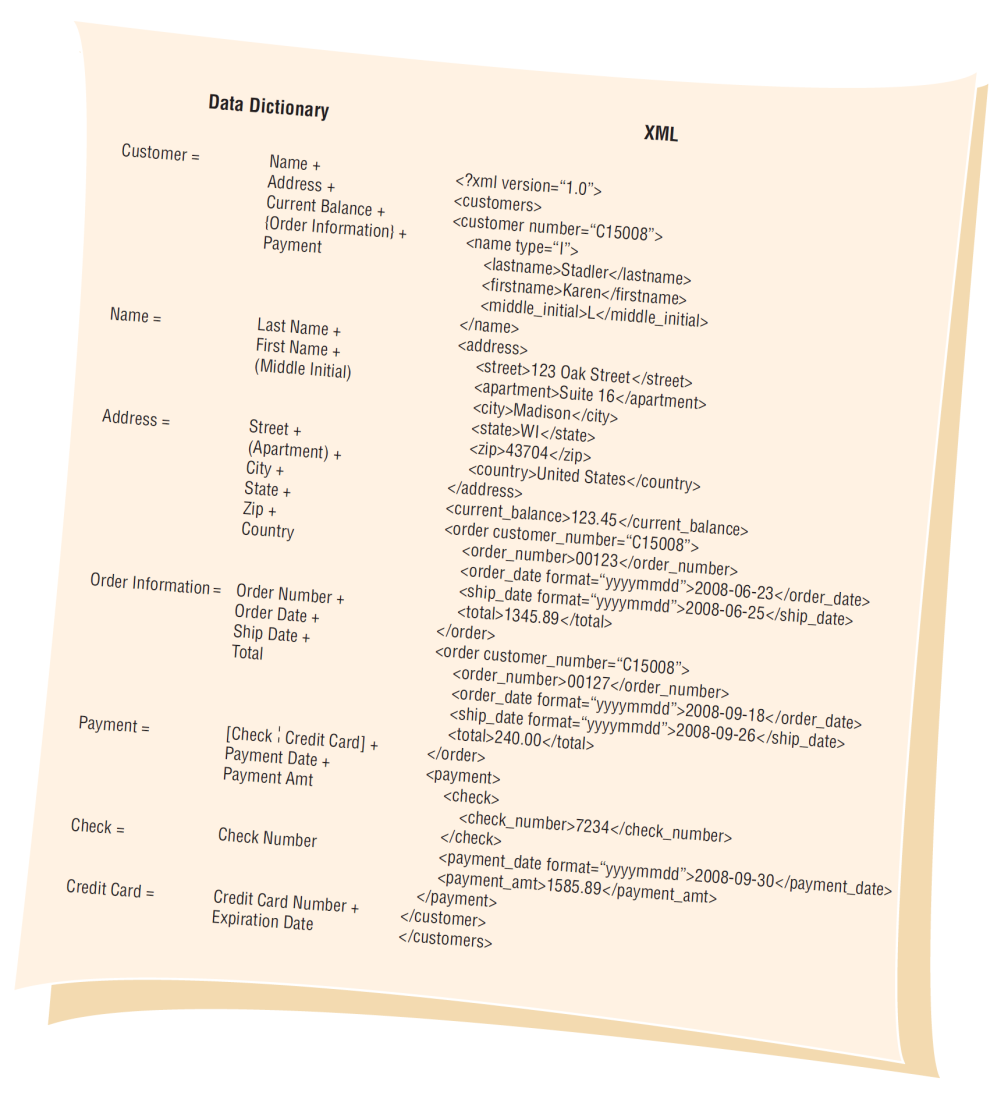 Data Dictionary
Customer = Name +
Address +
Current Balance +
{Order Information} +
Payment
Name = Last Name +
First Name +
(Middle Initial)
Address = Street +
(Apartment) +
City +
State +
Zip +
Country
Order Information = Order Number +
Order Date +
Ship Date +
Total
Payment = [Check ¦ Credit Card] +
Payment Date +
Payment Amt
Check = Check Number
Credit Card = Credit Card Number +
Expiration Date
XML
<?xml version=“1.0”>
<customers>
<customer number=“C15008”>
<name type=“I”>
<lastname>Stadler</lastname>
<firstname>Karen</firstname>
<middle_initial>L</middle_initial>
</name>
<address>
<street>123 Oak Street</street>
<apartment>Suite 16</apartment>
<city>Madison</city>
<state>WI</state>
<zip>43704</zip>
<country>United States</country>
</address>
<current_balance>123.45</current_balance>
<order customer_number=“C15008”>
<order_number>00123</order_number>
<order_date format=“yyyymmdd”>2008-06-23</order_date>
<ship_date format=“yyyymmdd”>2008-06-25</ship_date>
<total>1345.89</total>
</order>
<order customer_number=“C15008”>
<order_number>00127</order_number>
<order_date format=“yyyymmdd”>2008-09-18</order_date>
<ship_date format=“yyyymmdd”>2008-09-26</ship_date>
<total>240.00</total>
</order>
<payment>
<check>
<check_number>7234</check_number>
</check>
<payment_date format=“yyyymmdd”>2008-09-30</payment_date>
<payment_amt>1585.89</payment_amt>
</payment>
</customer>
</customers>